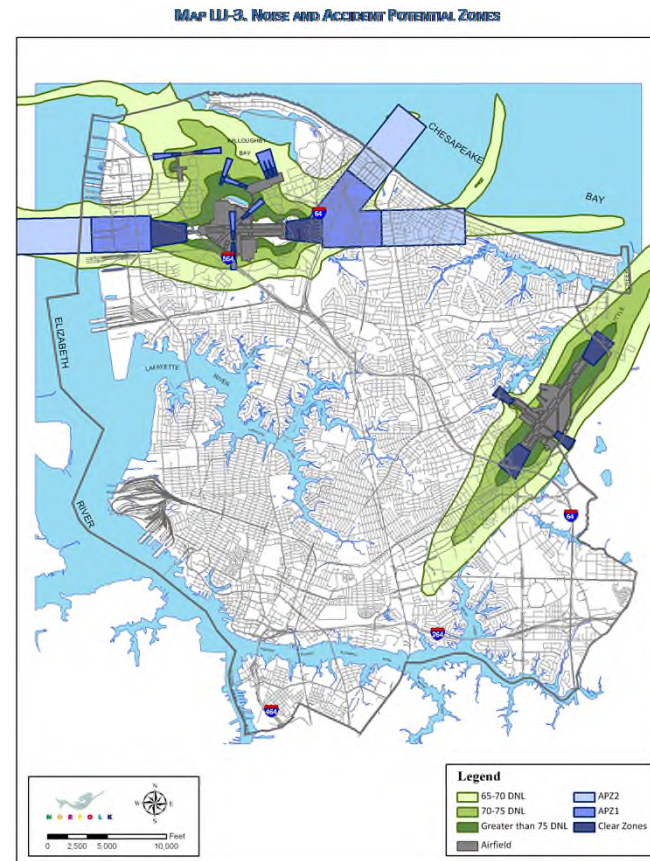 MAP LU-3. NOISE AND ACCIDENT POTENTIAL ZONES
WILLOUGHBY
BAY
CHESAPEAKE
BAY
64
564
ELIZABETH
RIVER
LAFAYETTE
RIVER
LITTLE
64
264
464
NORFOLK
N
W
E
S
0 2,500 5,000 10,000
Feet
Legend
65-70 DNL
70-75 DNL
Greater than 75 DNL
Airfield
APZ2
APZ1
Clear Zones